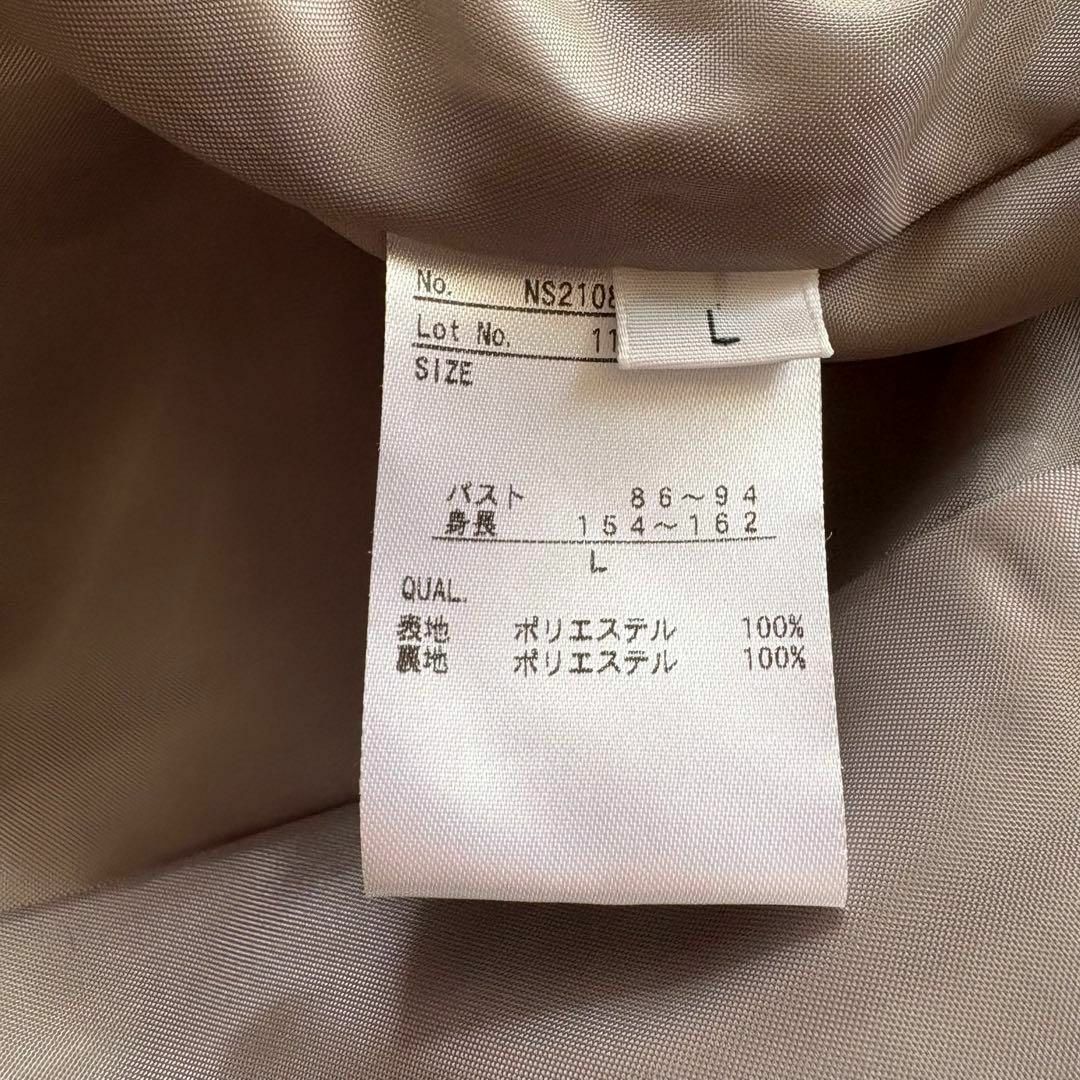 No. NS2108
Lot No. 11
L
SIZE
バスト 86～94
身長 154～162
L
QUAL.
表地 ポリエステル 100%
裏地 ポリエステル 100%